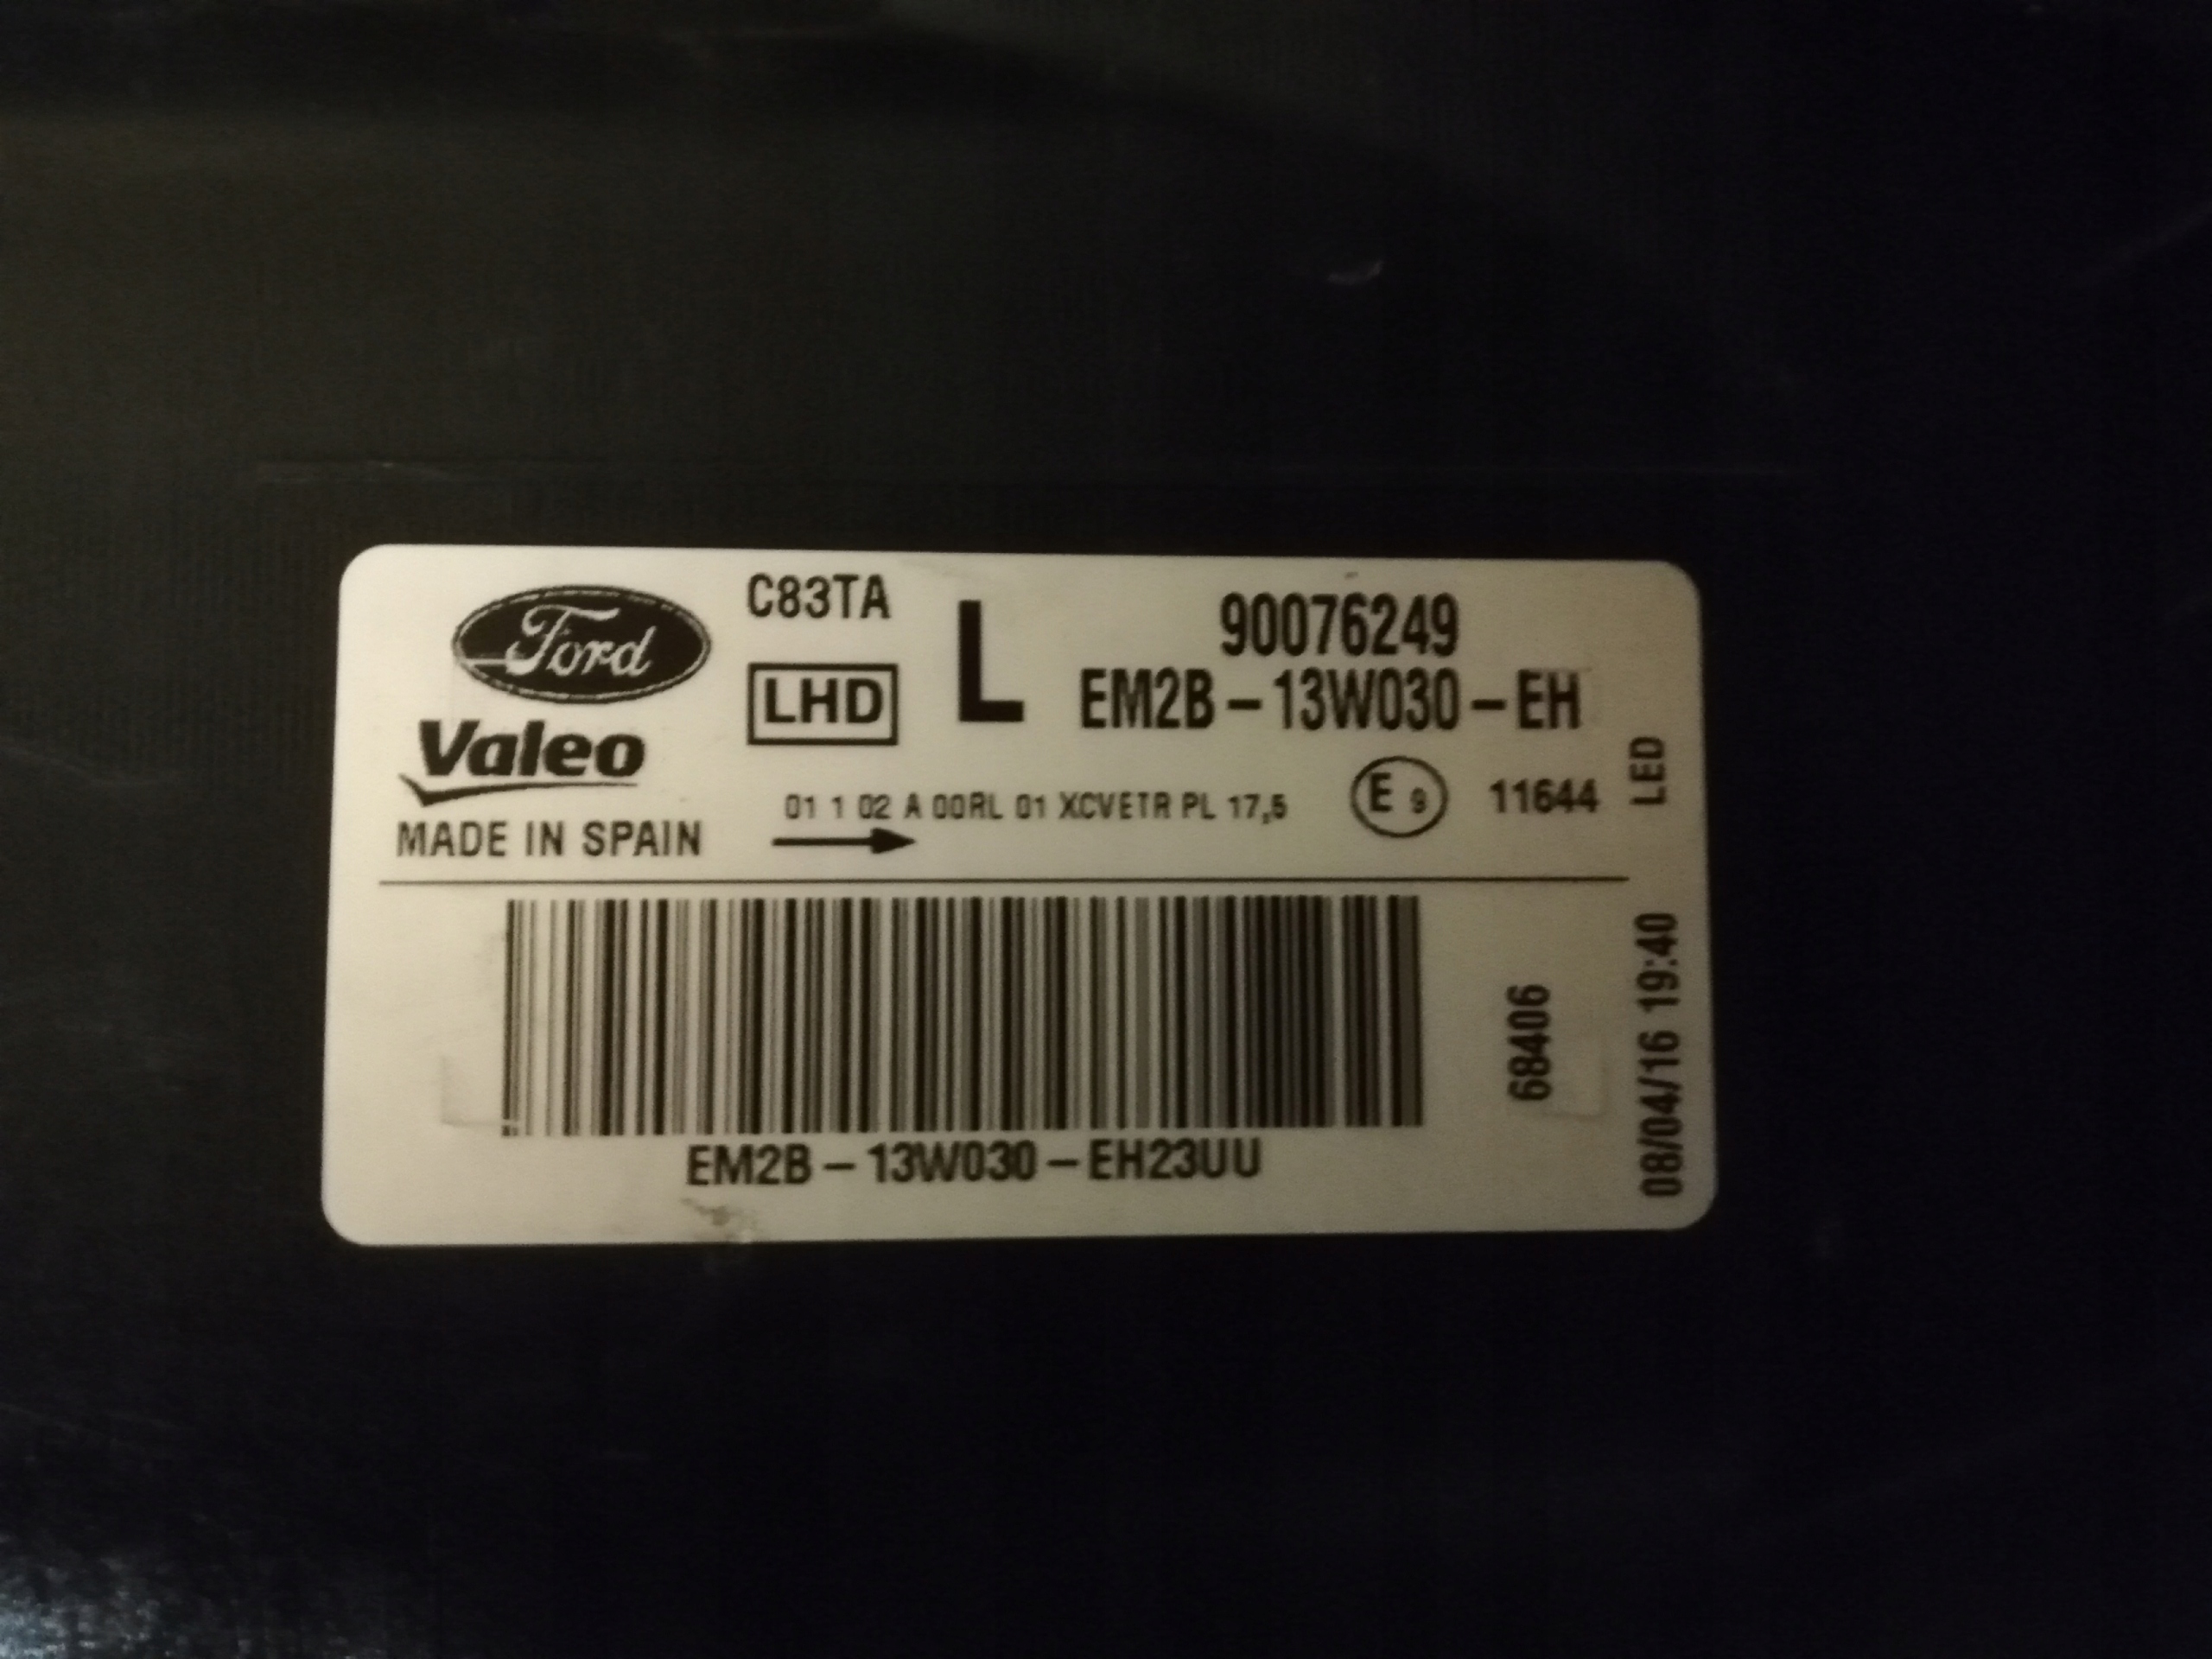 Ford
C83TA
L
90076249
LHD
EM2B-13W030-EH
Valeo
01 1 02 A 00RL 01 XCVETR PL 17,5
E 9
11644
LED
MADE IN SPAIN
68406
08/04/16 19:40
EM2B-13W030-EH23UU